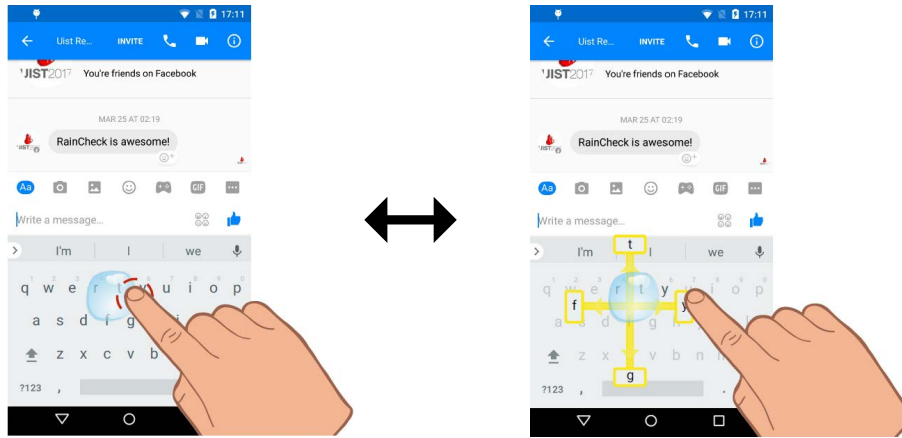 17:11
Uist Re... INVITE
'JIST2017 You're friends on Facebook
MAR 25 AT 02:19
RainCheck is awesome!
Aa GIF
Write a message...
I'm I we
q w e r t y u i o p
a s d f g
z x c v b
?123 ,
17:11
Uist Re... INVITE
'JIST2017 You're friends on Facebook
MAR 25 AT 02:19
RainCheck is awesome!
Aa GIF
Write a message...
t
I'm I we
q w e r t y u i o p
f y
a s d g h l
z x v b n
g
?123 , .